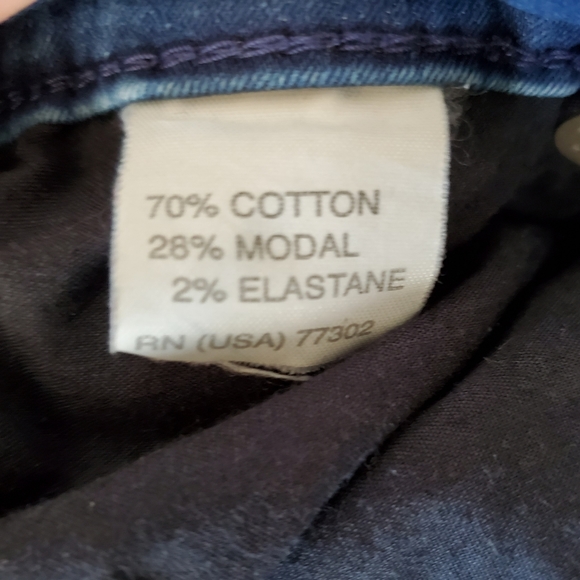 70% COTTON
28% MODAL
2% ELASTANE
RN (USA) 77302